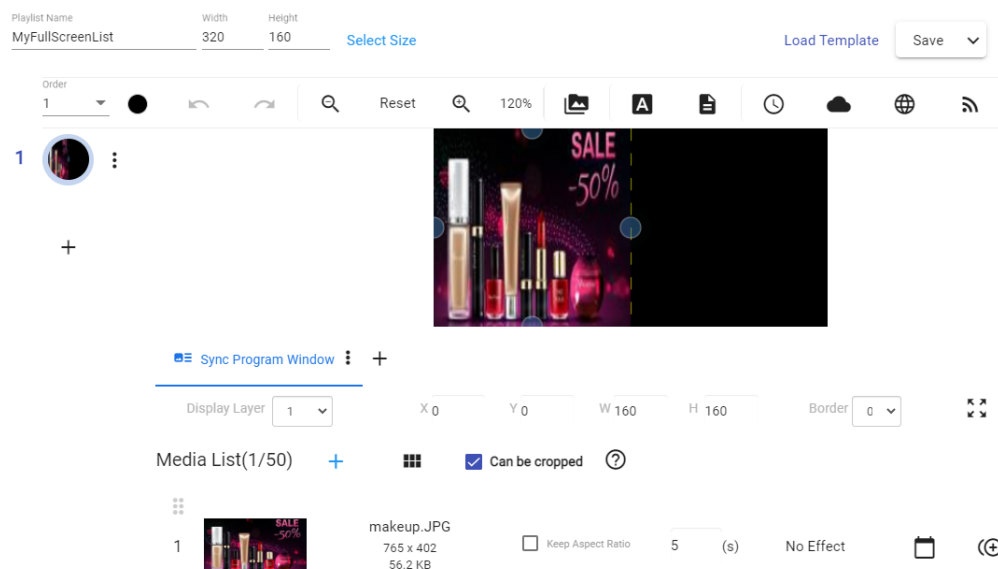 Playlist Name
MyFullScreenList
Width
320
Height
160
Select Size
Load Template
Save
Order
1
Reset
120%
A
1
SALE
-50%
Sync Program Window
Display Layer
1
X 0
Y 0
W 160
H 160
Border
0
Media List(1/50)
Can be cropped
?
1
SALE
-50%
makeup.JPG
765 x 402
56.2 KB
Keep Aspect Ratio
5
(s)
No Effect